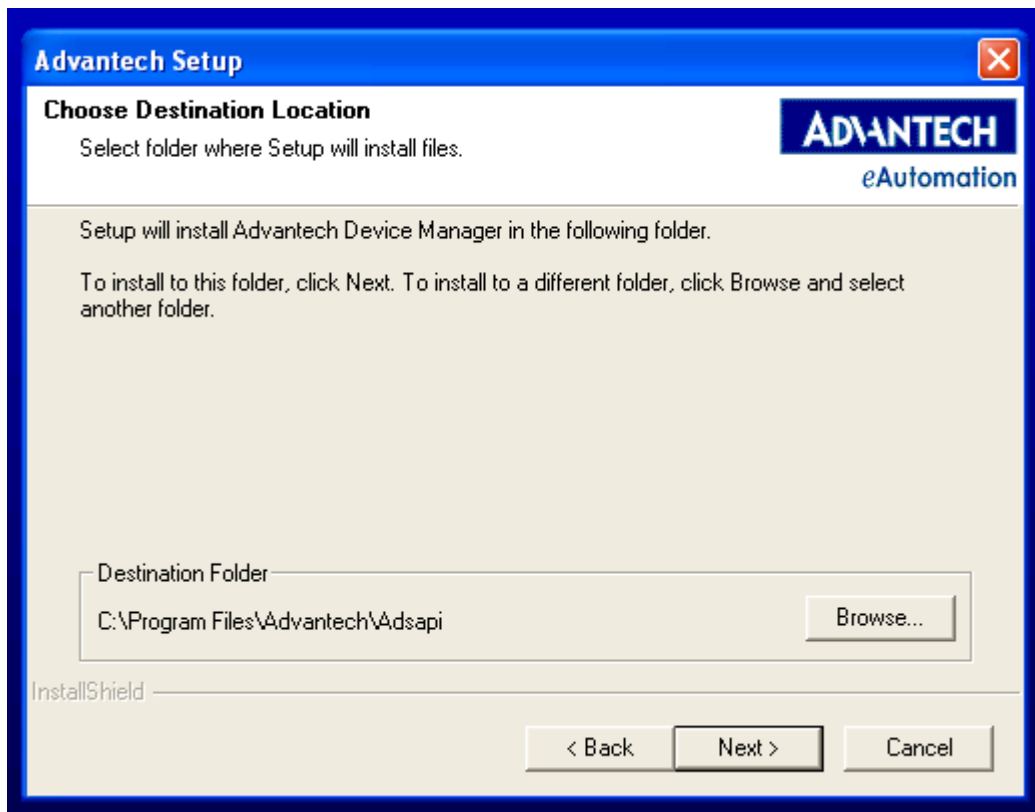 Advantech Setup
Choose Destination Location
Select folder where Setup will install files.
ADVANTECH
eAutomation
Setup will install Advantech Device Manager in the following folder.
To install to this folder, click Next. To install to a different folder, click Browse and select
another folder.
Destination Folder
C:\Program Files\Advantech\Adsapi
Browse...
InstallShield
< Back
Next >
Cancel